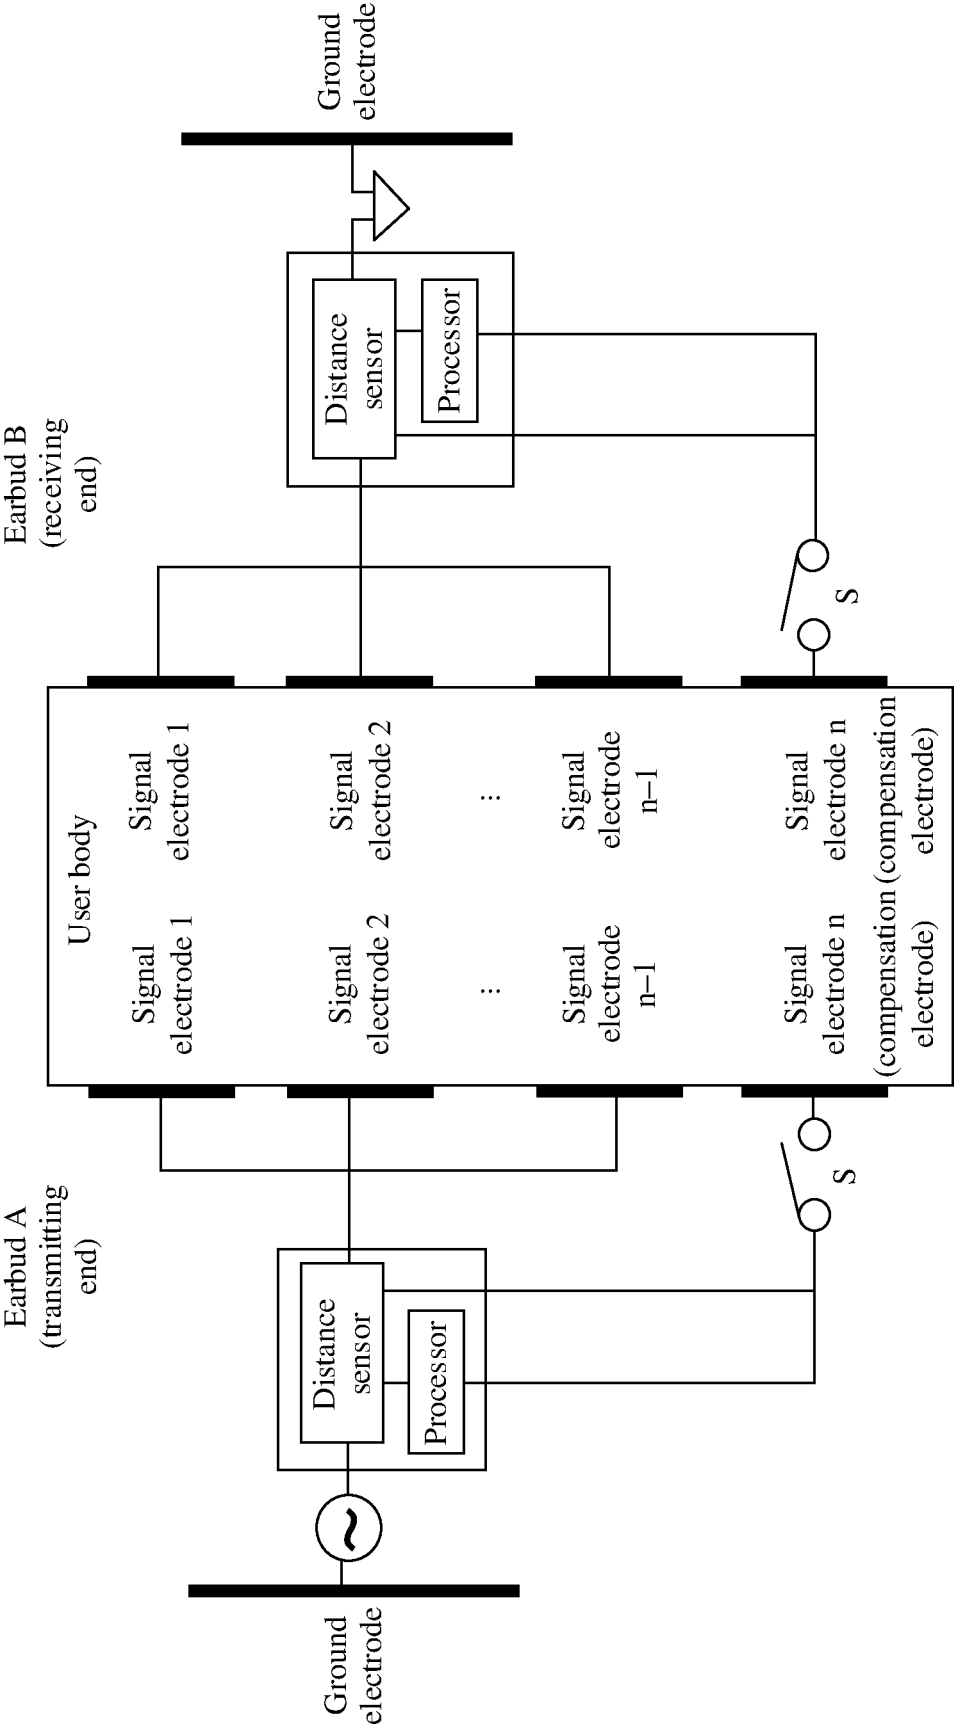 Earbud A
(transmitting
end)
Earbud B
(receiving
end)
User body
Ground
electrode
Distance
sensor
Processor
Signal
electrode 1
Signal
electrode 1
Signal
electrode 2
Signal
electrode 2
...
...
Signal
electrode
n–1
Signal
electrode
n–1
Signal
electrode n
(compensation
electrode)
Signal
electrode n
(compensation
electrode)
S
S
Distance
sensor
Processor
Ground
electrode